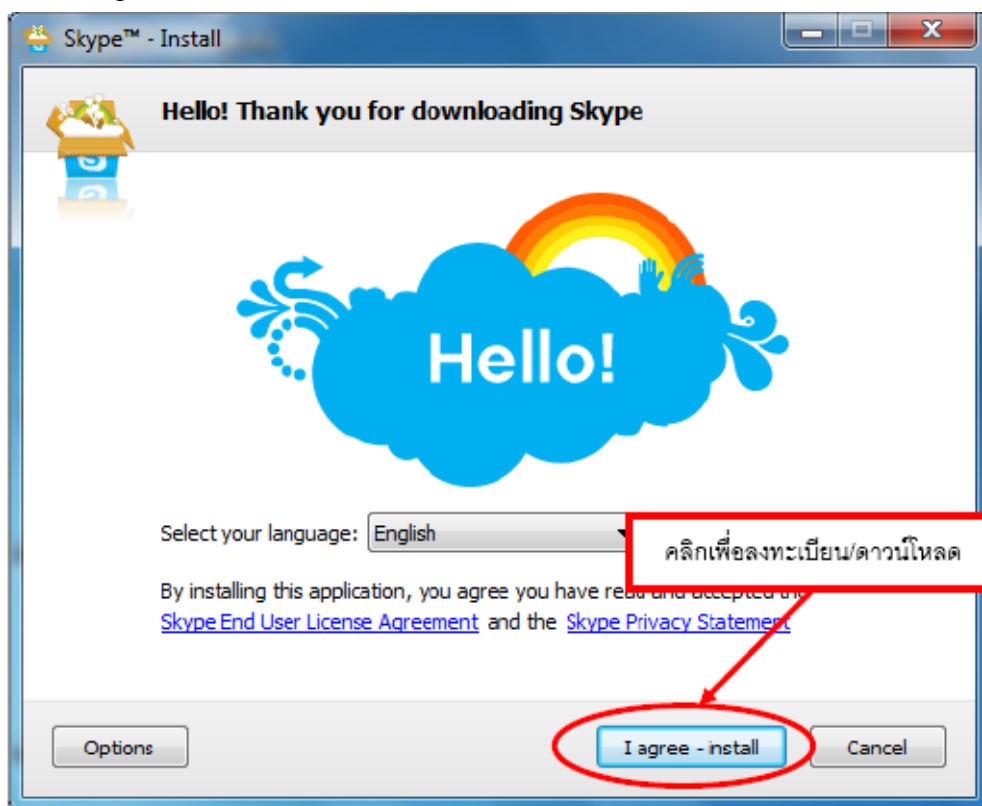 Skype™ - Install
Hello! Thank you for downloading Skype
S
Hello!
Select your language: English
คลิกเพื่อลงทะเบียน/ดาวน์โหลด
By installing this application, you agree you have read and accepted the
Skype End User License Agreement and the Skype Privacy Statement
Options
I agree - install
Cancel